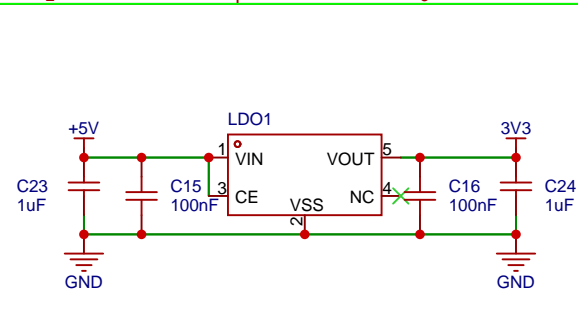 +5V
3V3
LDO1
1
VIN
VOUT
5
C23
1uF
C15
100nF
3
CE
VSS
2
NC
4
C16
100nF
C24
1uF
GND
GND